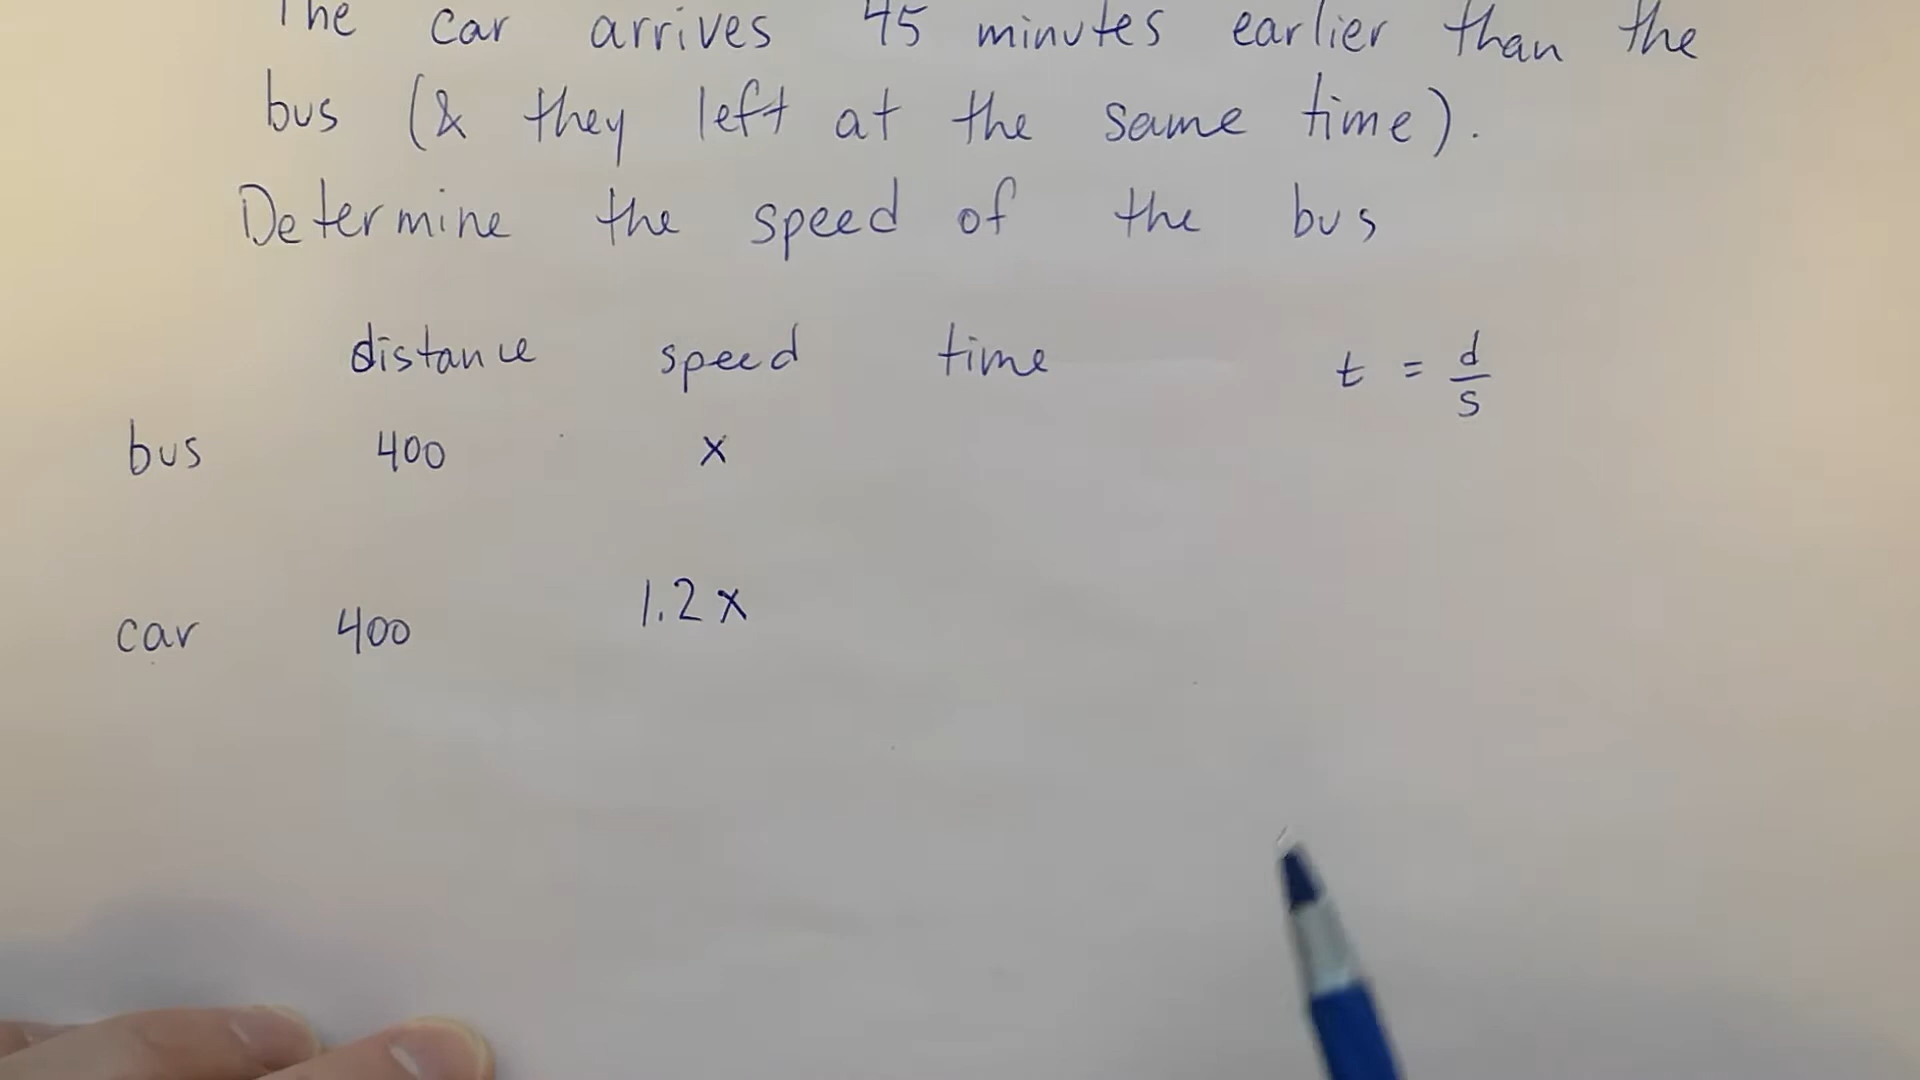 The car arrives 45 minutes earlier than the
bus (& they left at the same time).
Determine the speed of the bus
distance speed time t = d/s
bus 400 x
car 400 1.2x